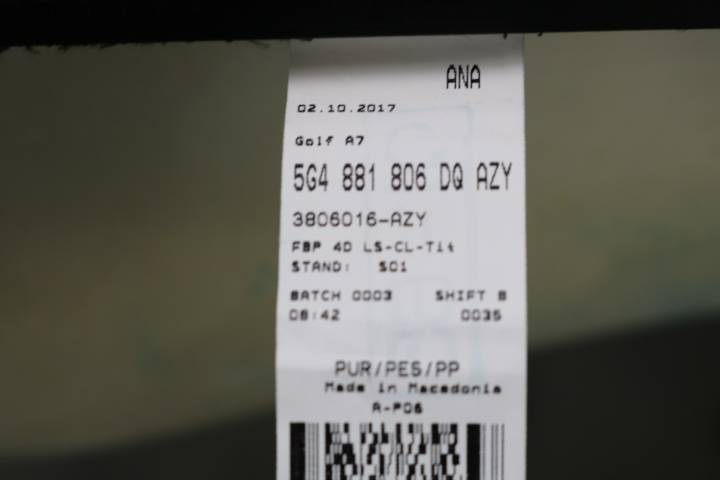 ANA
02.10.2017
Golf A7
5G4 881 806 DQ AZY
3806016-AZY
FBP 4D LS-CL-Tit
STAND: S01
BATCH 0003 SHIFT B
08:42 0035
PUR/PES/PP
Made in Macedonia
A-P06